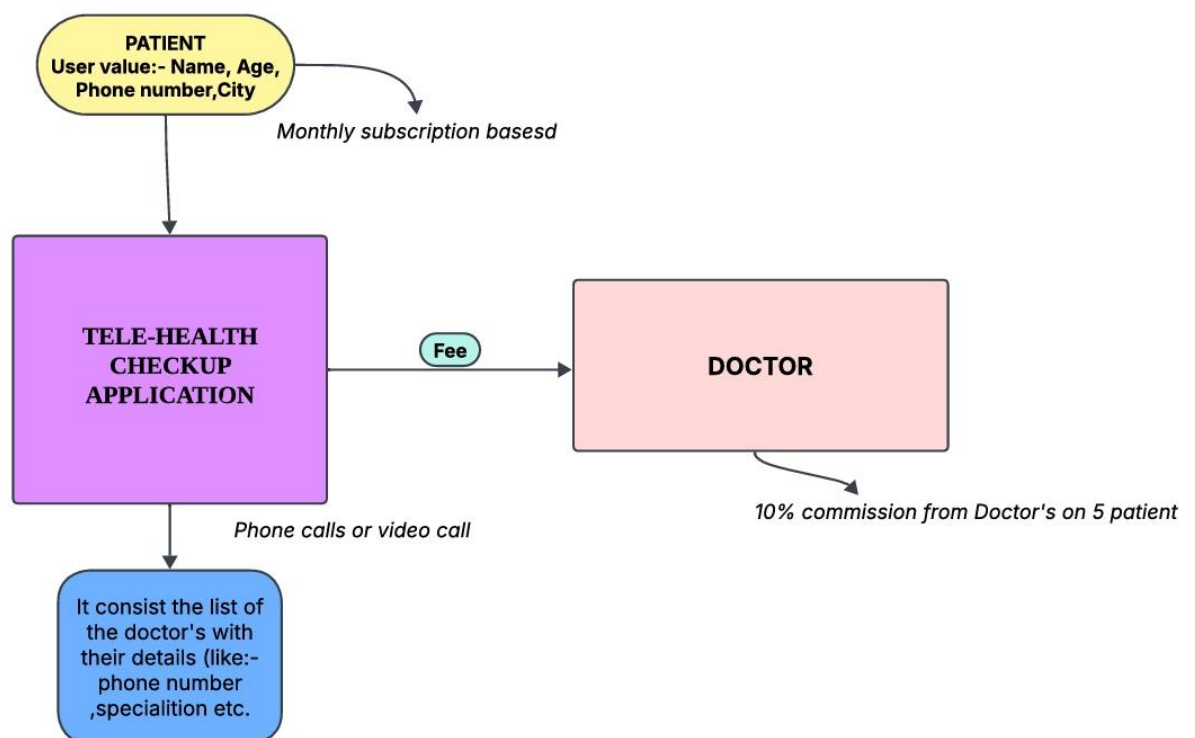 PATIENT
User value:- Name, Age,
Phone number,City
Monthly subscription basesd
TELE-HEALTH
CHECKUP
APPLICATION
Fee
DOCTOR
10% commission from Doctor's on 5 patient
Phone calls or video call
It consist the list of
the doctor's with
their details (like:-
phone number
,specialition etc.